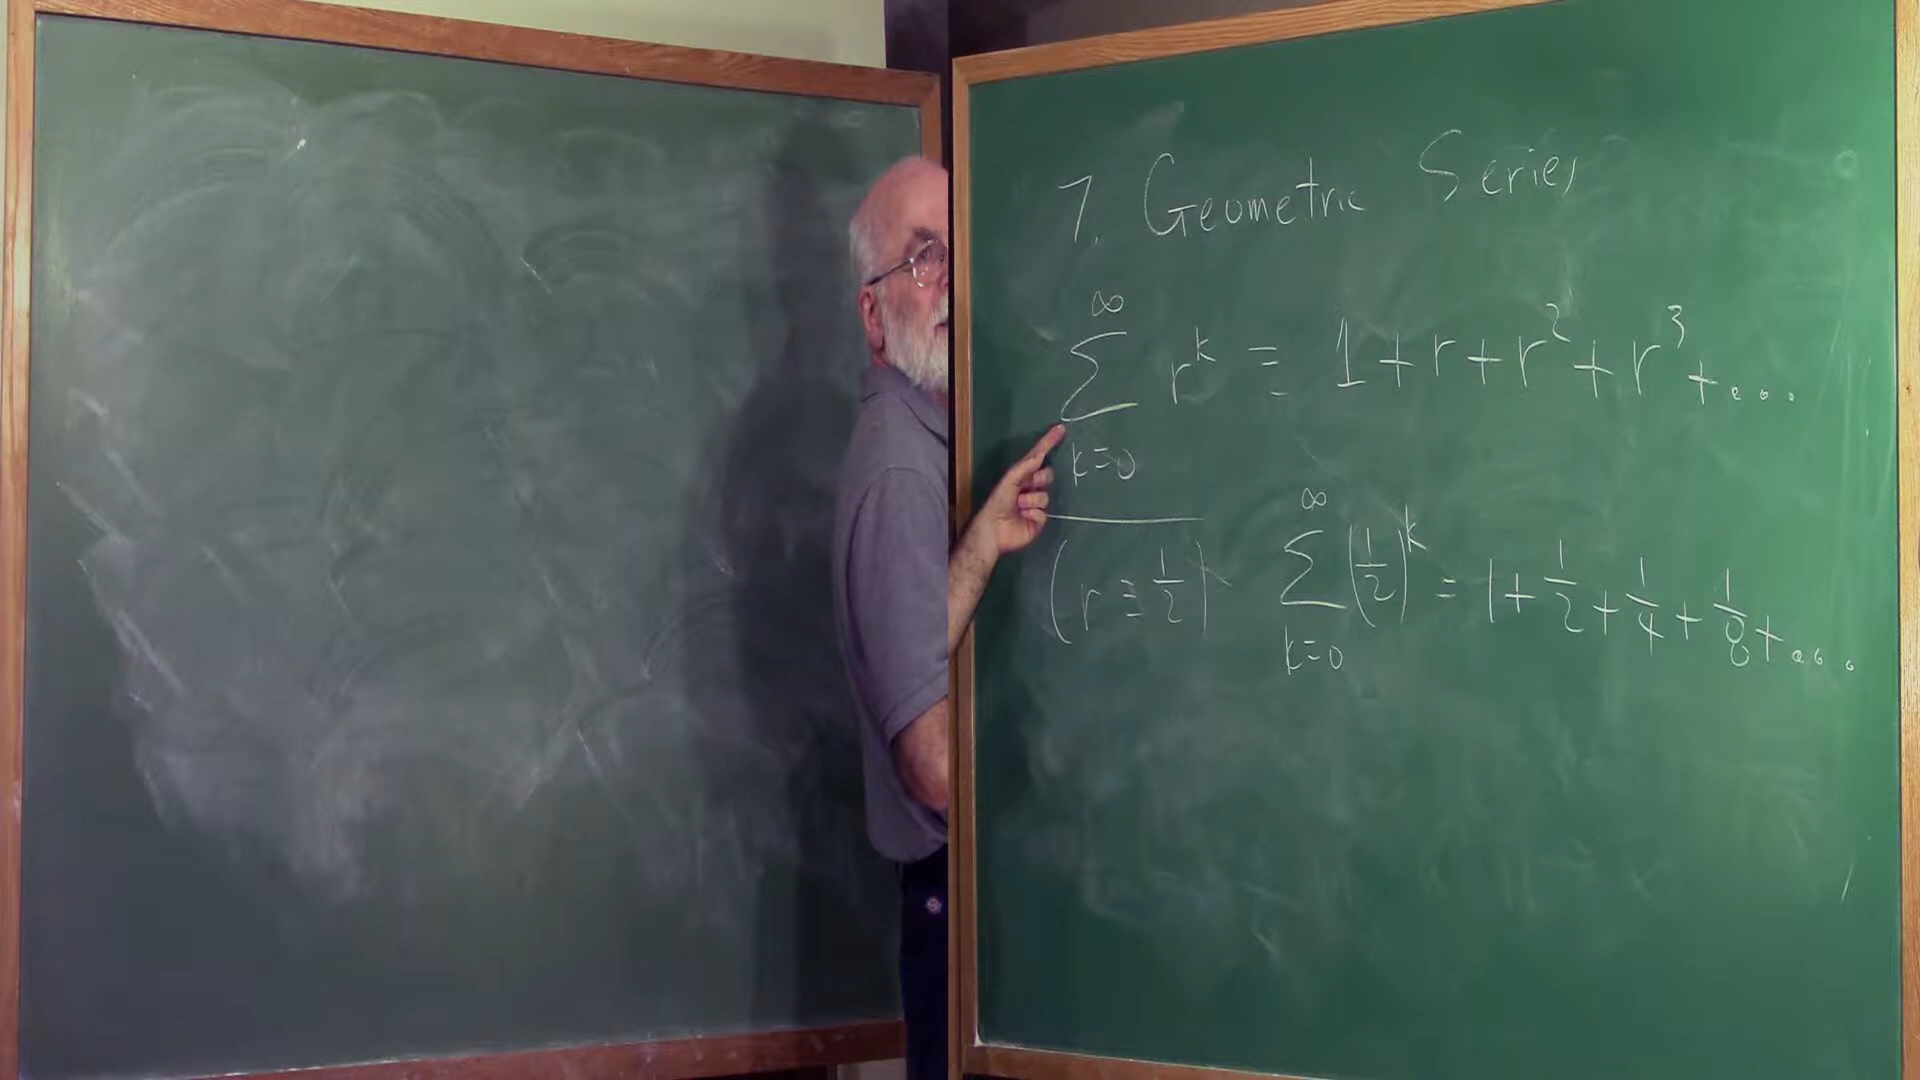 7. Geometric Series
∞
∑ r^k ≡ 1 + r + r^2 + r^3 + ...
k=0
∞
(r ≡ 1/2) ∑ (1/2)^k = 1 + 1/2 + 1/4 + 1/8 + ...
k=0